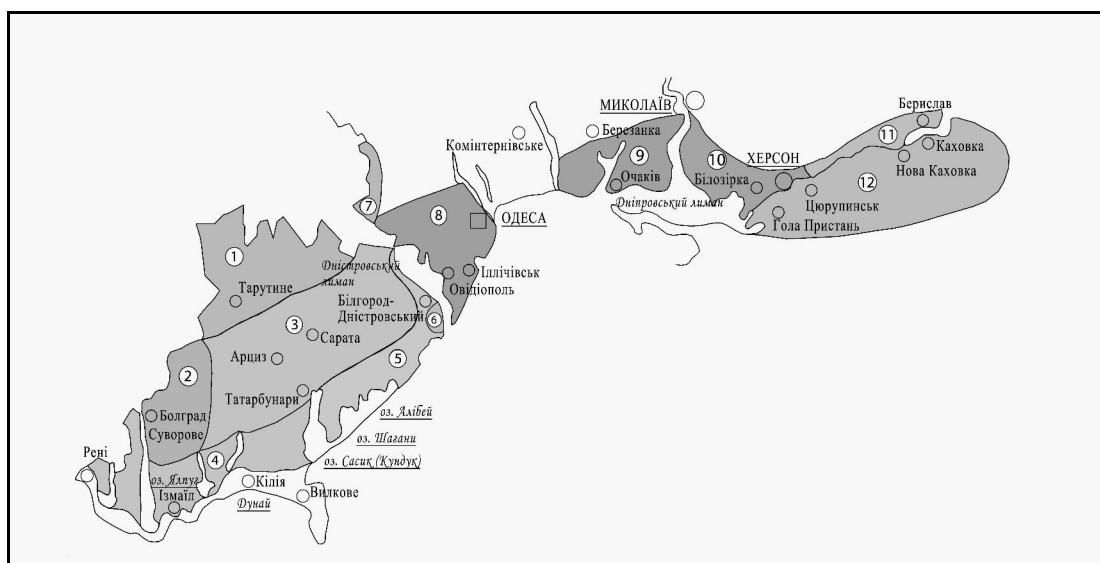 Берислав
МИКОЛАЇВ
11
Березанка
Комінтернівське
Каховка
9
10
ХЕРСОН
Нова Каховка
Очаків
Білозірка
12
7
8
Дніпровський лиман
Цюрупинськ
ОДЕСА
Гола Пристань
1
Дністровський
лиман
Іллічівськ
Овідіополь
Тарутине
Білгород-
Дністровський
6
3
Сарата
5
Арциз
2
Татарбунари
Болград
оз. Алібей
Суворове
оз. Шагани
Рені
4
оз. Сасик (Кундук)
оз. Ялпуг
Кілія
Ізмаїл
Вилкове
Дунай